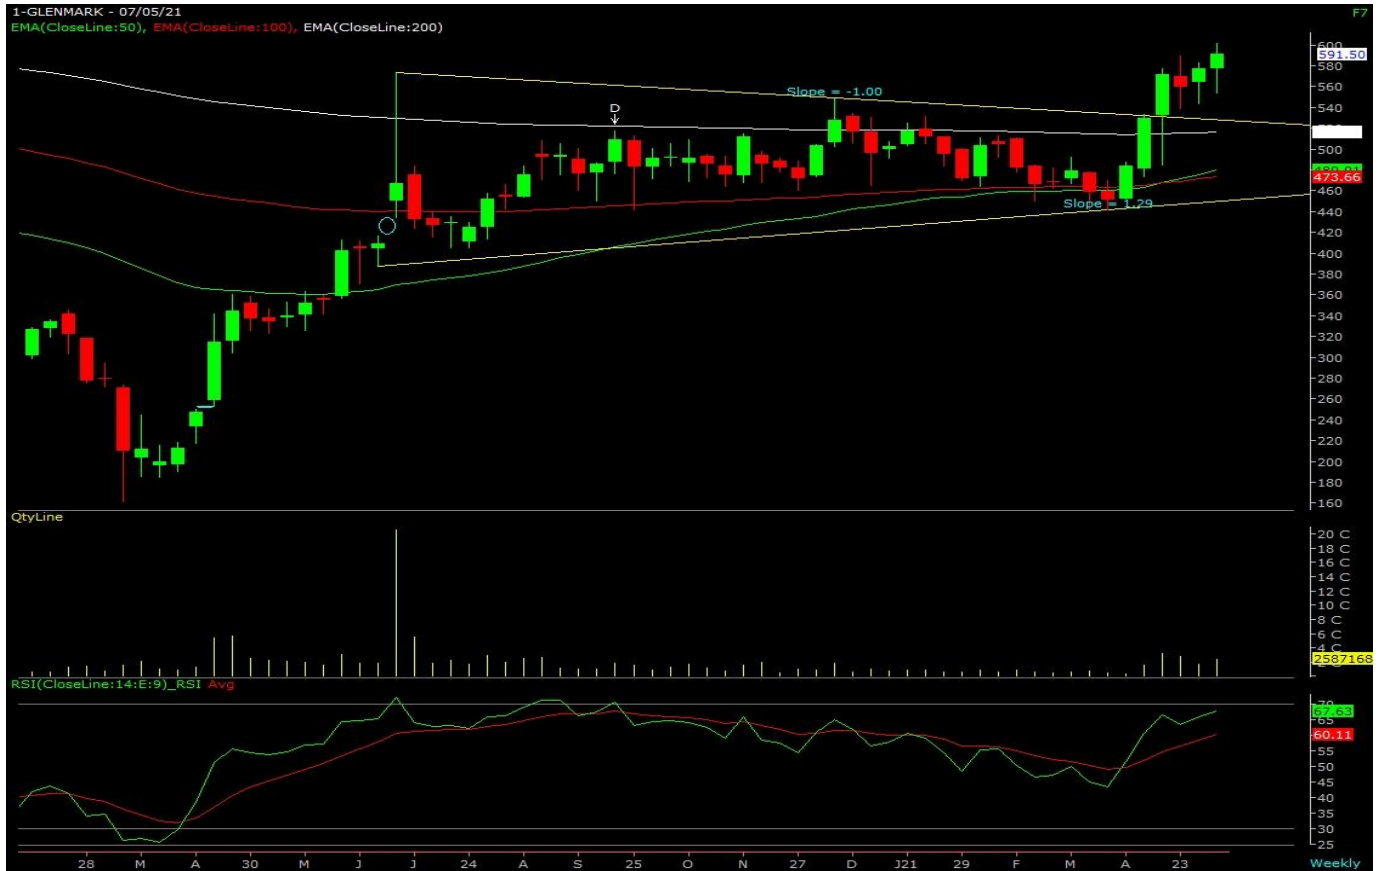 1-GLENMARK - 07/05/21
F7
EMA(CloseLine:50), EMA(CloseLine:100), EMA(CloseLine:200)
600
591.50
580
560
Slope = -1.00
540
D
520
500
480.01
473.66
460
Slope = 1.29
440
420
400
380
360
340
320
300
280
260
240
220
200
180
160
QtyLine
20 C
18 C
16 C
14 C
12 C
10 C
8 C
6 C
4 C
2587168
RSI(CloseLine:14:E:9)_RSI Avg
70
67.63
65
60.11
55
50
45
40
35
30
25
28 M A 30 M J J 24 A S 25 O N 27 D J21 29 F M A 23
Weekly